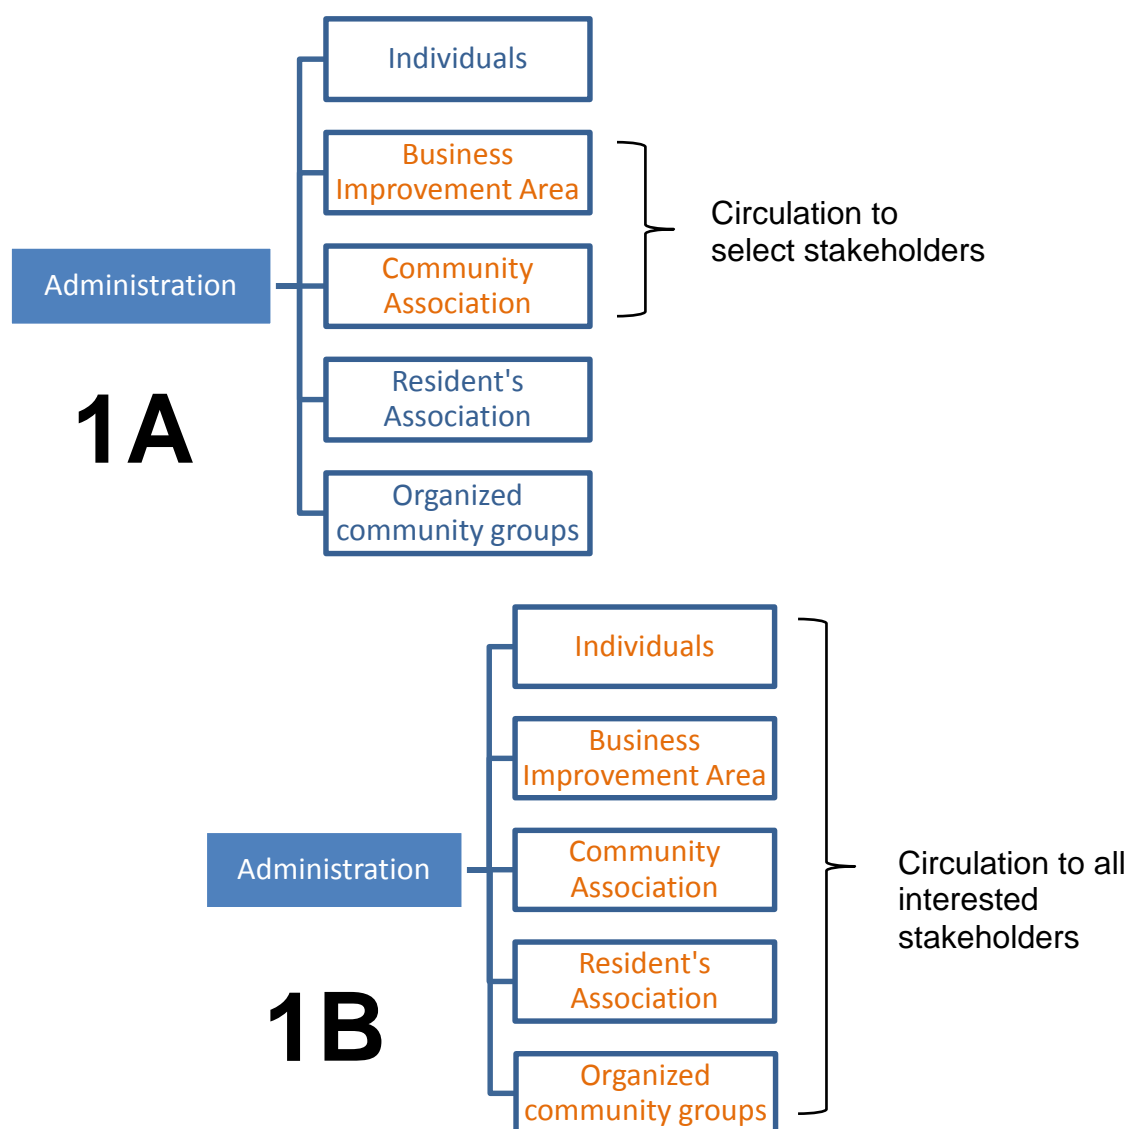 Individuals
Business
Improvement Area
Circulation to
select stakeholders
Administration
Community
Association
1A
Resident's
Association
Organized
community groups
Individuals
Business
Improvement Area
Administration
Community
Association
Circulation to all
interested
stakeholders
1B
Resident's
Association
Organized
community groups